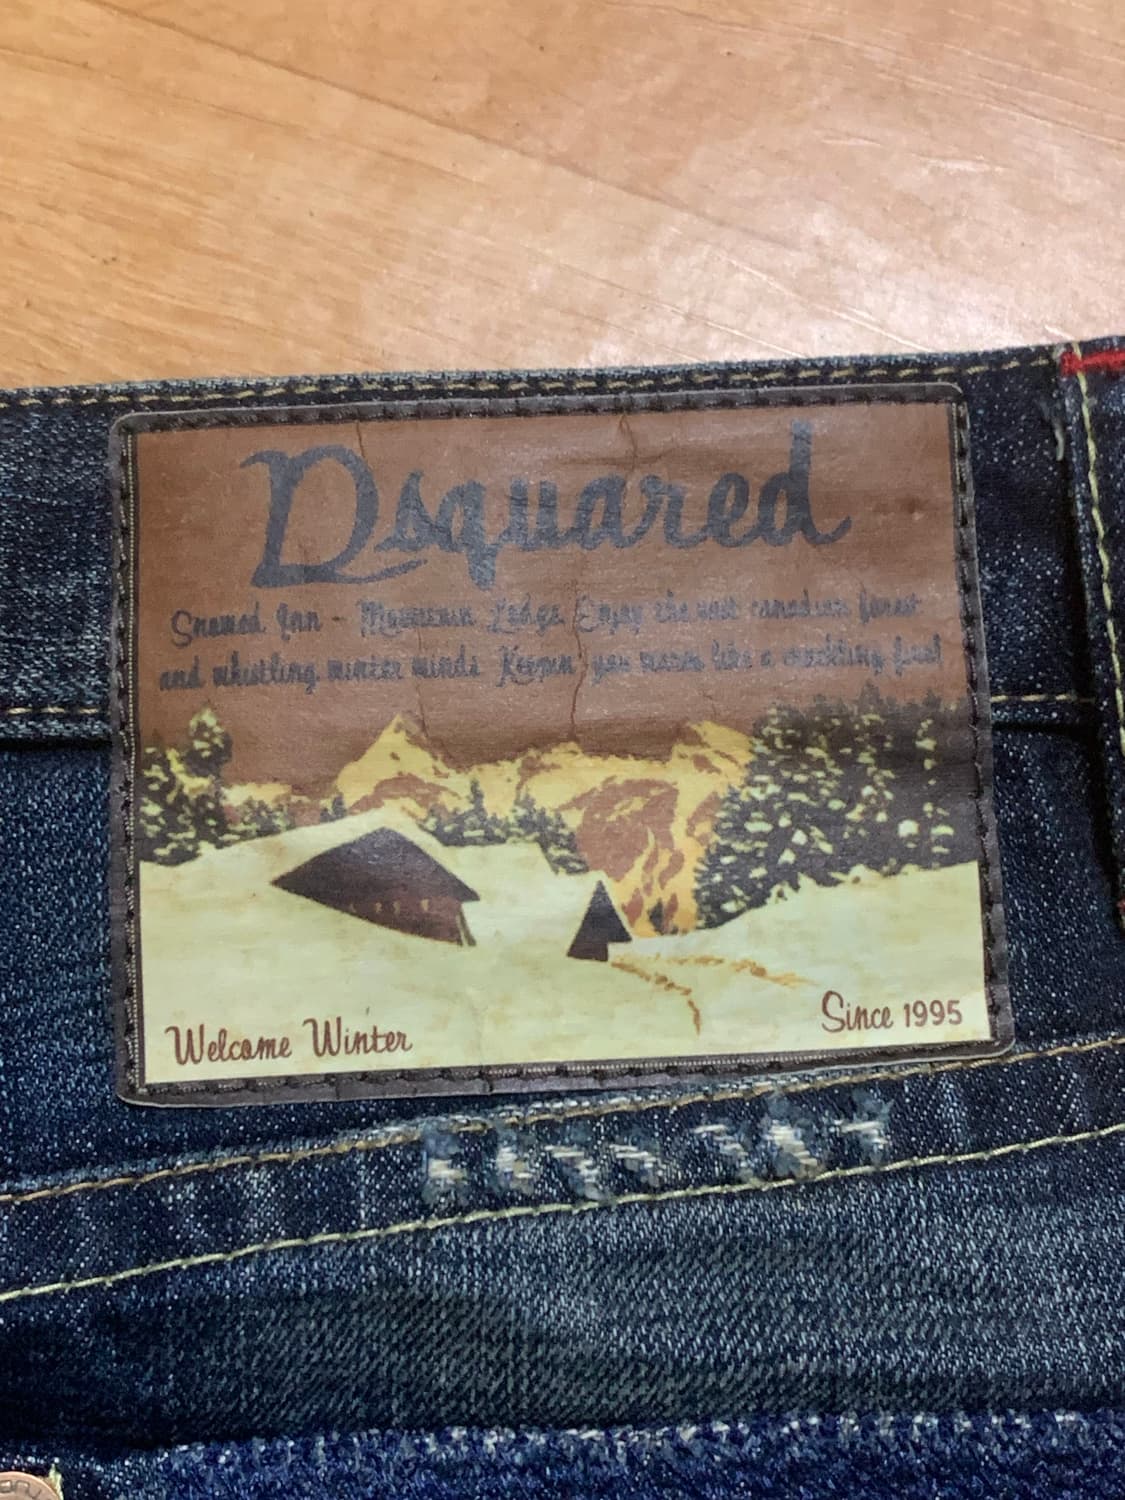 Dsquared
Snowed Inn - Mountain Lodge Enjoy the vast canadian forest
and whistling winter winds Keepin you warm like a crackling fire!
Welcome Winter
Since 1995